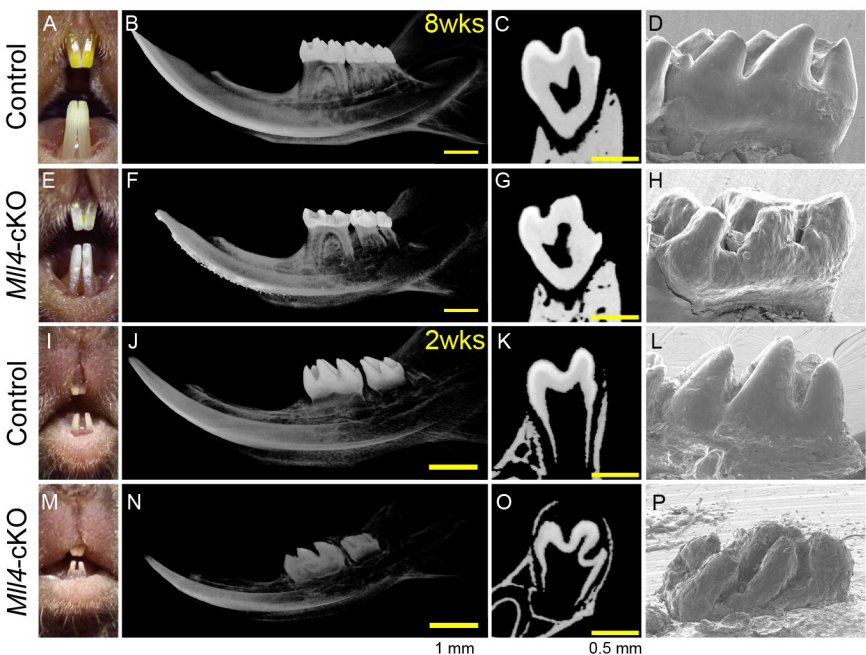 Control
A
B
8wks
C
D
Mll4-cKO
E
F
G
H
Control
I
J
2wks
K
L
Mll4-cKO
M
N
O
P
1 mm
0.5 mm